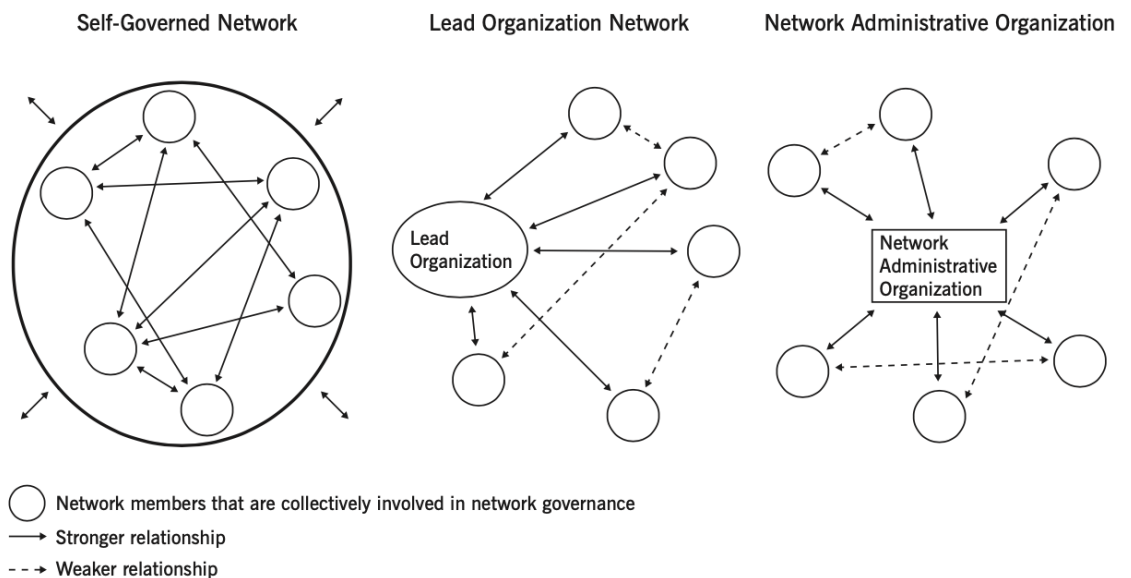 Self-Governed Network
Lead Organization Network
Network Administrative Organization
Lead
Organization
Network
Administrative
Organization
Network members that are collectively involved in network governance
Stronger relationship
Weaker relationship